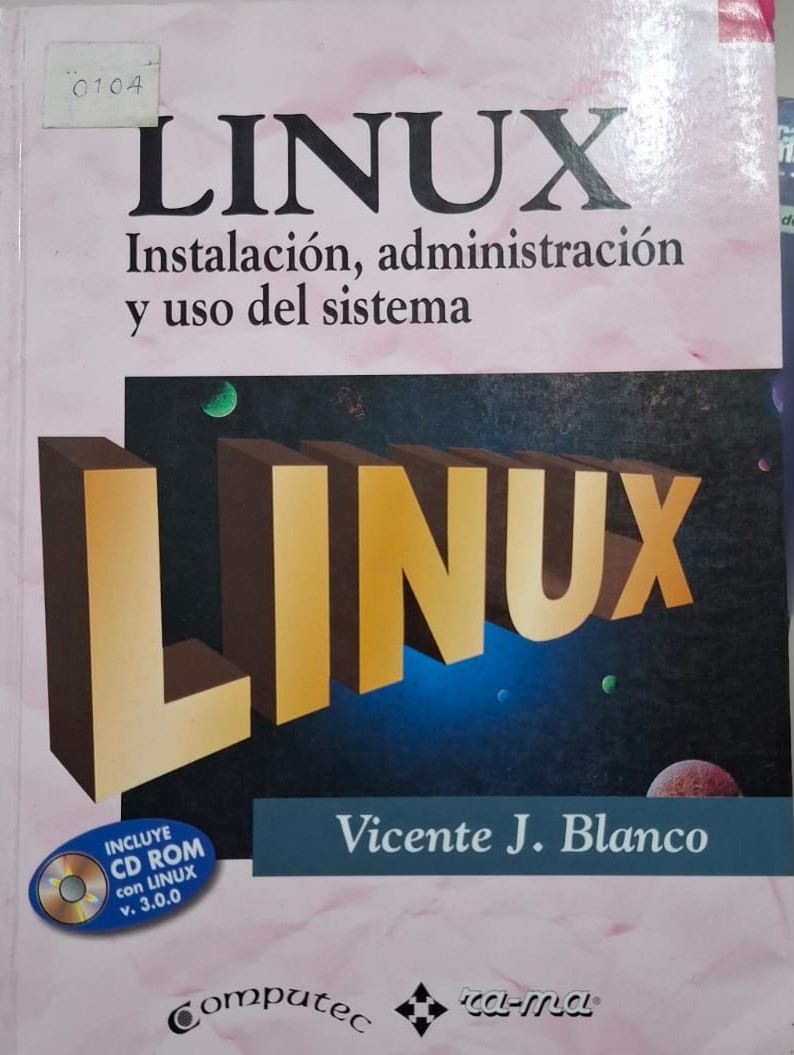 0104
LINUX
Instalación, administración
y uso del sistema
LINUX
Vicente J. Blanco
INCLUYE
CD ROM
con LINUX
v. 3.0.0
Computec
ra-ma®